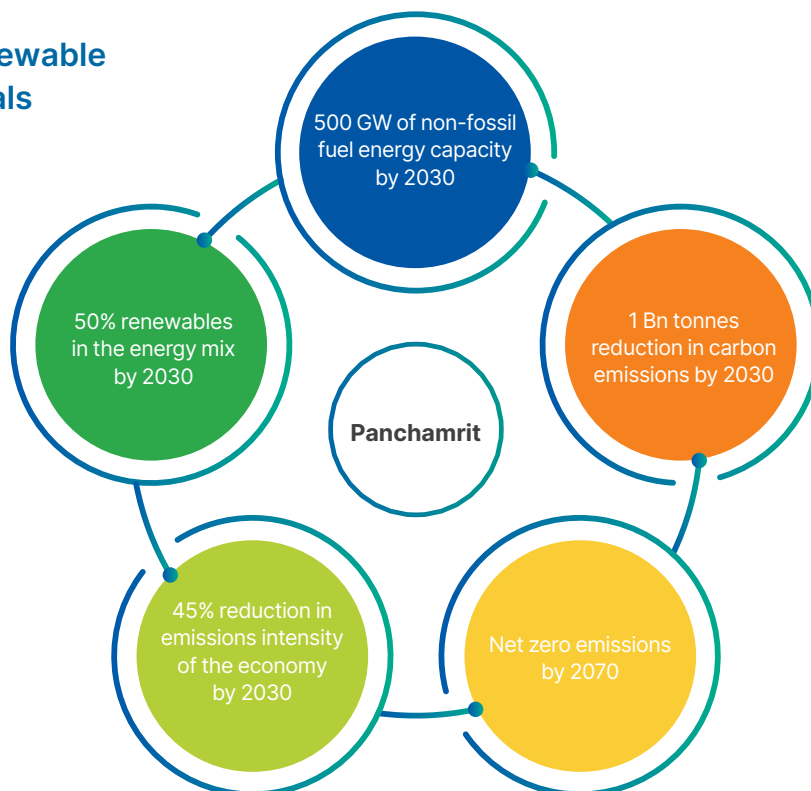 500 GW of non-fossil
fuel energy capacity
by 2030
50% renewables
in the energy mix
by 2030
1 Bn tonnes
reduction in carbon
emissions by 2030
Panchamrit
45% reduction in
emissions intensity
of the economy
by 2030
Net zero emissions
by 2070